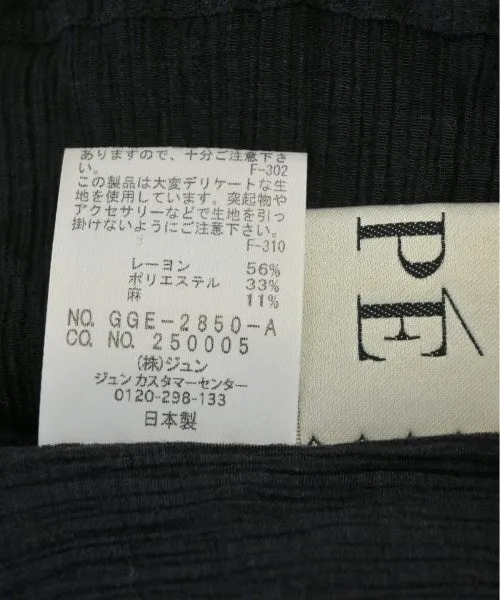 ありますので、十分ご注意下さ
い。
F-302
この製品は大変デリケートな生
地を使用しています。突起物や
アクセサリーなどで生地を引っ
掛けないようにご注意下さい。
F-310
レーヨン 56%
ポリエステル 33%
麻 11%
NO. GGE-2850-A
CO. NO. 250005
(株)ジュン
ジュン カスタマーセンター
0120-298-133
日本製
PÉ